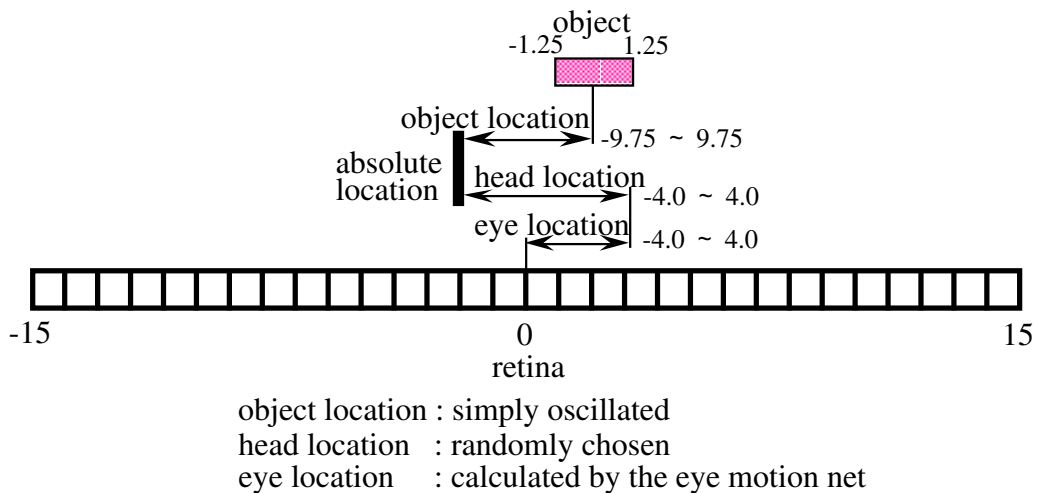 object
-1.25 1.25
object location
-9.75 ~ 9.75
absolute
location
head location
-4.0 ~ 4.0
eye location
-4.0 ~ 4.0
-15 0 15
retina
object location : simply oscillated
head location : randomly chosen
eye location : calculated by the eye motion net